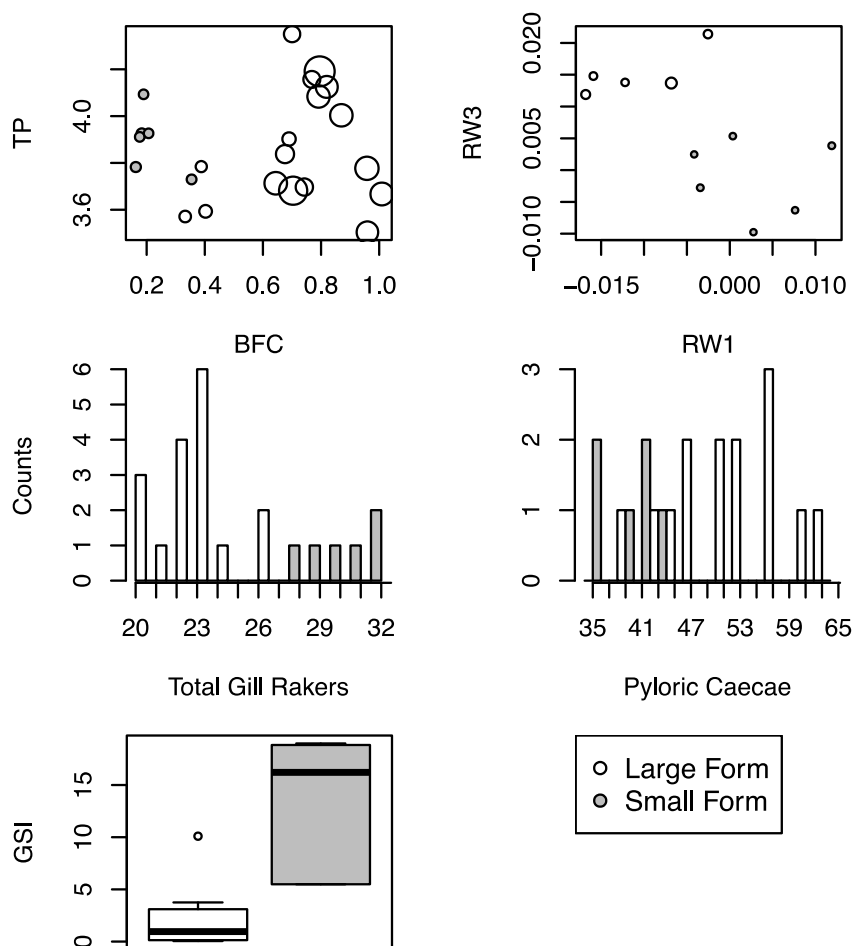 TP
4.0
3.6
0.2 0.4 0.6 0.8 1.0
BFC
RW3
0.020
0.005
−0.010
−0.015 0.000 0.010
RW1
Counts
6
5
4
3
2
1
0
20 23 26 29 32
Total Gill Rakers
3
2
1
0
35 41 47 53 59 65
Pyloric Caecae
GSI
15
10
5
0
Large Form
Small Form